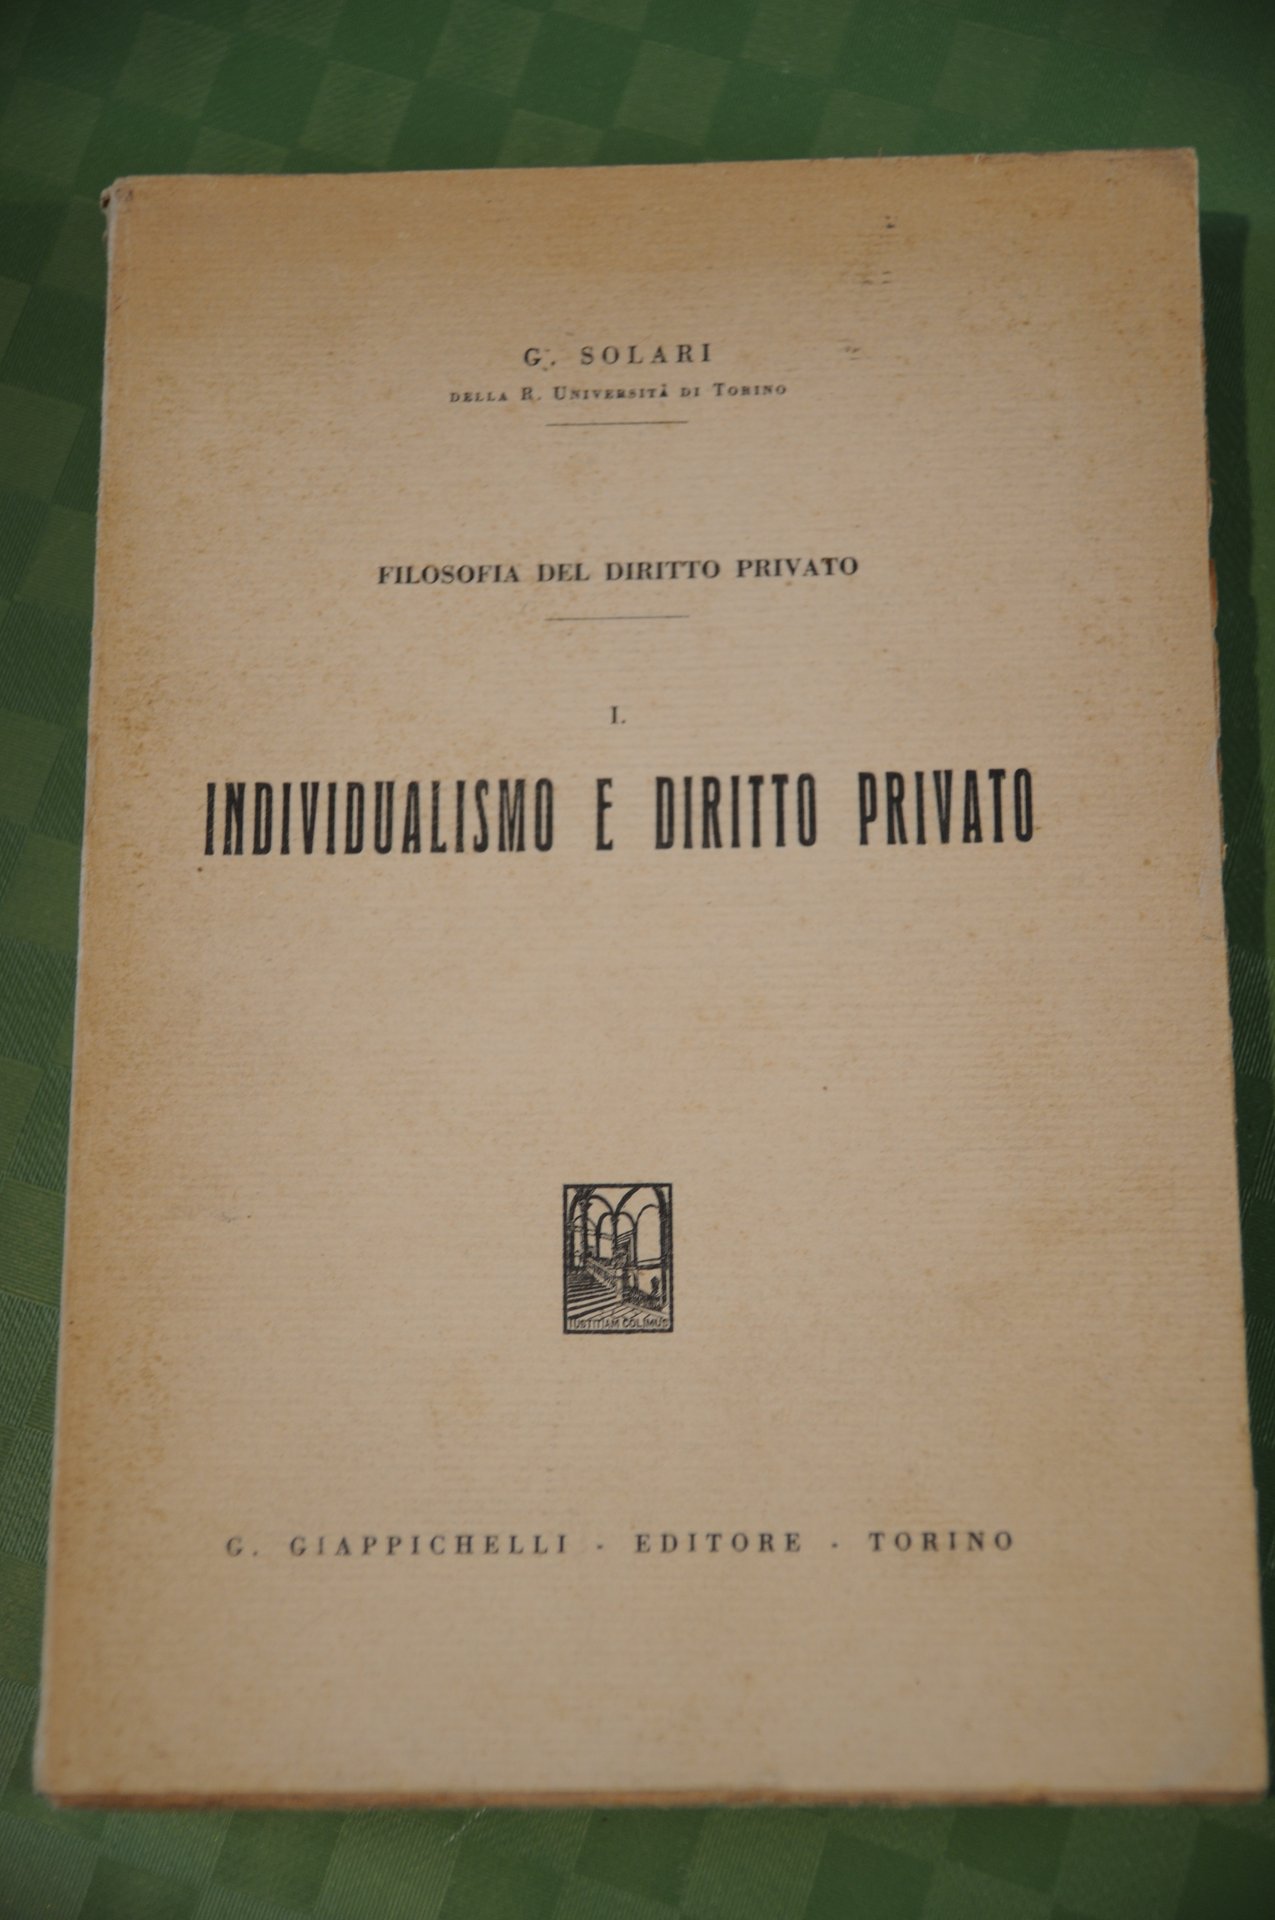 G. SOLARI
DELLA R. UNIVERSITÀ DI TORINO
FILOSOFIA DEL DIRITTO PRIVATO
I.
INDIVIDUALISMO E DIRITTO PRIVATO
IUSTITIAM COLIMUS
G. GIAPPICHELLI - EDITORE - TORINO